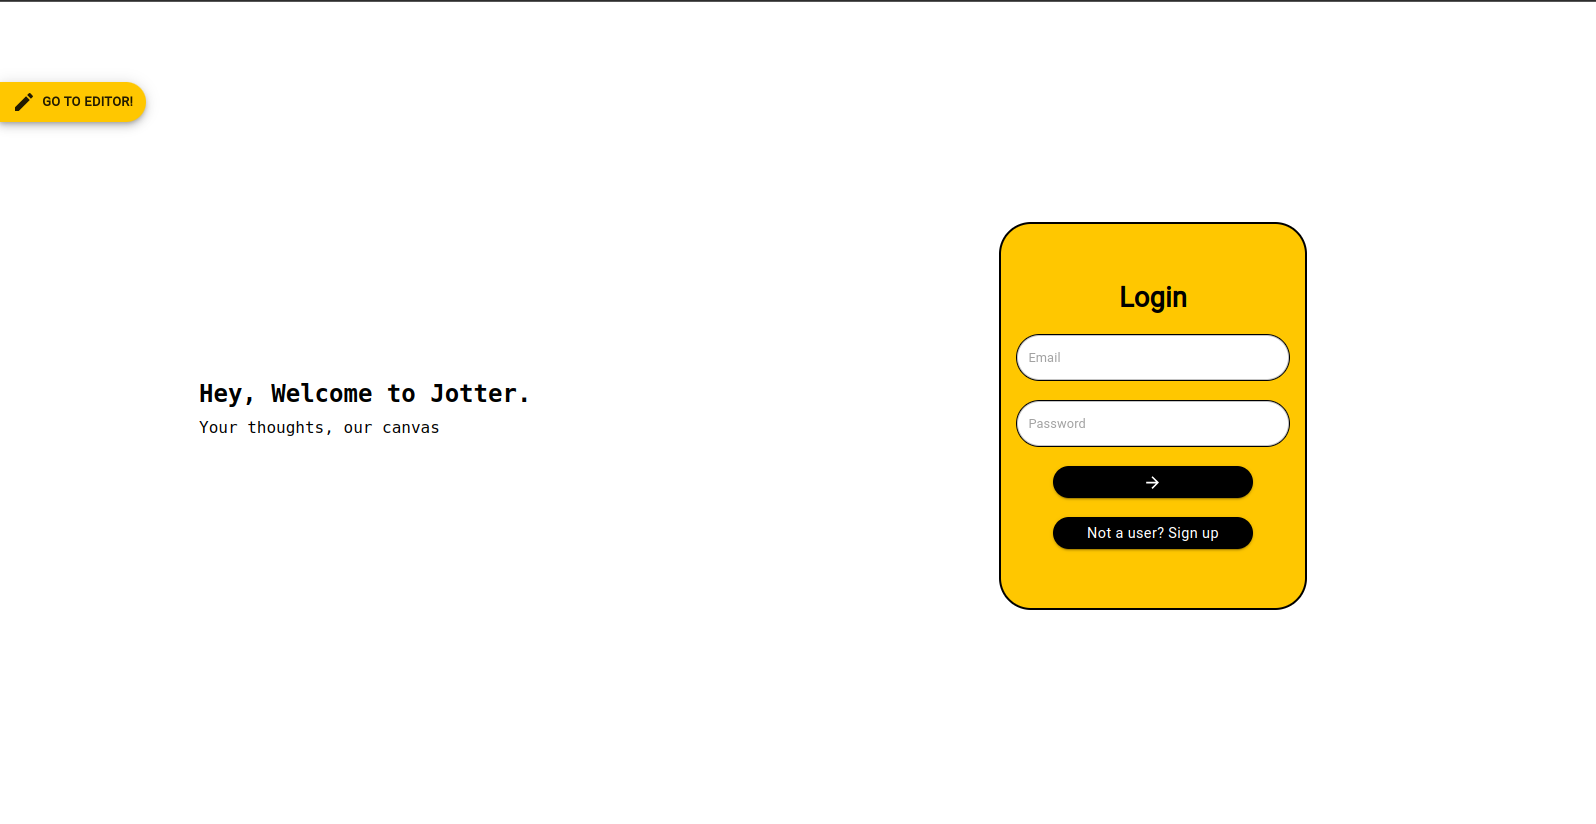 GO TO EDITOR!
Hey, Welcome to Jotter.
Your thoughts, our canvas
Login
Email
Password
Not a user? Sign up